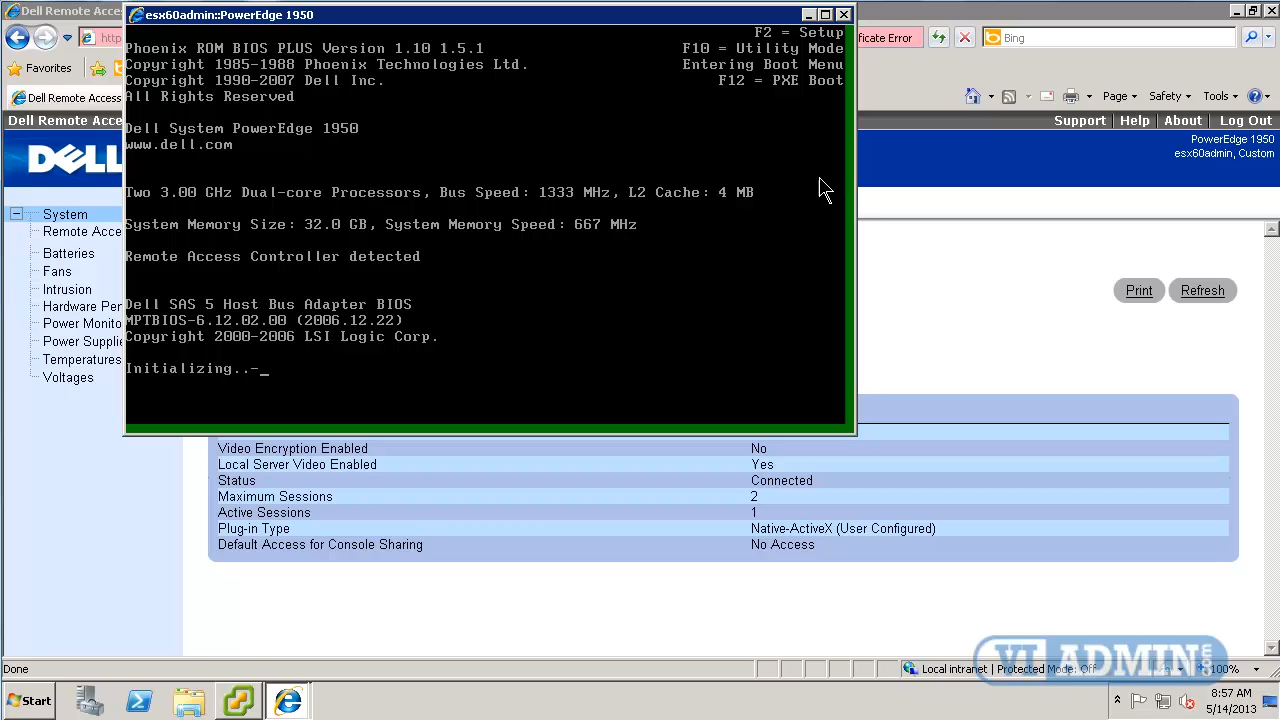 esx60admin::PowerEdge 1950
F2 = Setup
Phoenix ROM BIOS PLUS Version 1.10 1.5.1 F10 = Utility Mode
Copyright 1985-1988 Phoenix Technologies Ltd. Entering Boot Menu
Copyright 1990-2007 Dell Inc. F12 = PXE Boot
All Rights Reserved
Dell System PowerEdge 1950
www.dell.com
Two 3.00 GHz Dual-core Processors, Bus Speed: 1333 MHz, L2 Cache: 4 MB
System Memory Size: 32.0 GB, System Memory Speed: 667 MHz
Remote Access Controller detected
Dell SAS 5 Host Bus Adapter BIOS
MPTBIOS-6.12.02.00 (2006.12.22)
Copyright 2000-2006 LSI Logic Corp.
Initializing..-_
http
ficate Error
Bing
Favorites
Dell Remote Access
Page Safety Tools
Dell Remote Acce
Support Help About Log Out
DELL
PowerEdge 1950
esx60admin, Custom
System
Remote Acce
Batteries
Fans
Intrusion
Hardware Per
Power Monito
Power Supplie
Temperatures
Voltages
Print Refresh
Video Encryption Enabled No
Local Server Video Enabled Yes
Status Connected
Maximum Sessions 2
Active Sessions 1
Plug-in Type Native-ActiveX (User Configured)
Default Access for Console Sharing No Access
VI ADMIN.com
Done
Local intranet | Protected Mode: Off
100%
Start
8:57 AM
5/14/2013